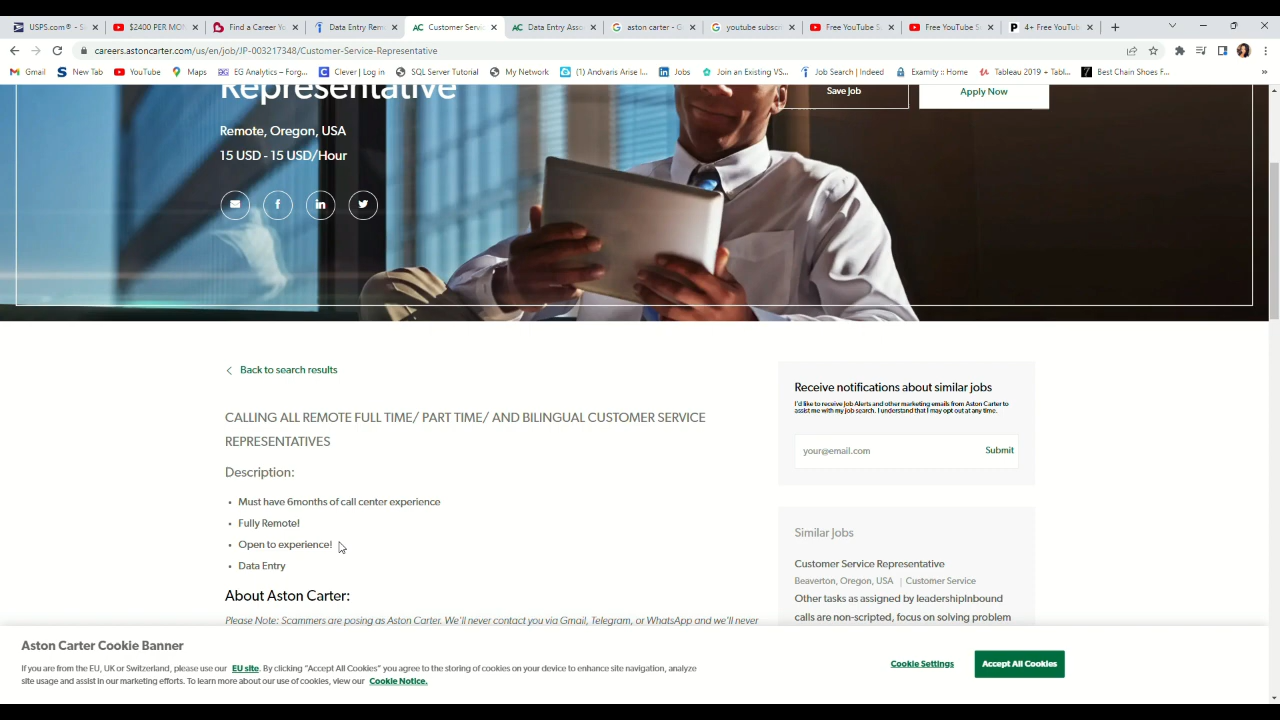 USPS.com® - S
$2400 PER MO
Find a Career Yo
Data Entry Rem
AC Customer Servic
AC Data Entry Asso
aston carter - G
youtube subscri
Free YouTube S
Free YouTube S
4+ Free YouTub
careers.astoncarter.com/us/en/job/JP-003217348/Customer-Service-Representative
Gmail
New Tab
YouTube
Maps
EG Analytics – Forg...
Clever | Log in
SQL Server Tutorial
My Network
(1) Andvaris Arise I...
Jobs
Join an Existing VS...
Job Search | Indeed
Examity :: Home
Tableau 2019 + Tabl...
Best Chain Shoes F...
»
Representative
Save Job
Apply Now
Remote, Oregon, USA
15 USD - 15 USD/Hour
Back to search results
CALLING ALL REMOTE FULL TIME/ PART TIME/ AND BILINGUAL CUSTOMER SERVICE
REPRESENTATIVES
Description:
• Must have 6months of call center experience
• Fully Remote!
• Open to experience!
• Data Entry
About Aston Carter:
Please Note: Scammers are posing as Aston Carter. We'll never contact you via Gmail, Telegram, or WhatsApp and we'll never
Receive notifications about similar jobs
I'd like to receive Job Alerts and other marketing emails from Aston Carter to
assist me with my job search. I understand that I may opt out at any time.
your@email.com
Submit
Similar Jobs
Customer Service Representative
Beaverton, Oregon, USA | Customer Service
Other tasks as assigned by leadershipInbound
calls are non-scripted, focus on solving problem
Aston Carter Cookie Banner
If you are from the EU, UK or Switzerland, please use our EU site. By clicking "Accept All Cookies" you agree to the storing of cookies on your device to enhance site navigation, analyze
site usage and assist in our marketing efforts. To learn more about our use of cookies, view our Cookie Notice.
Cookie Settings
Accept All Cookies